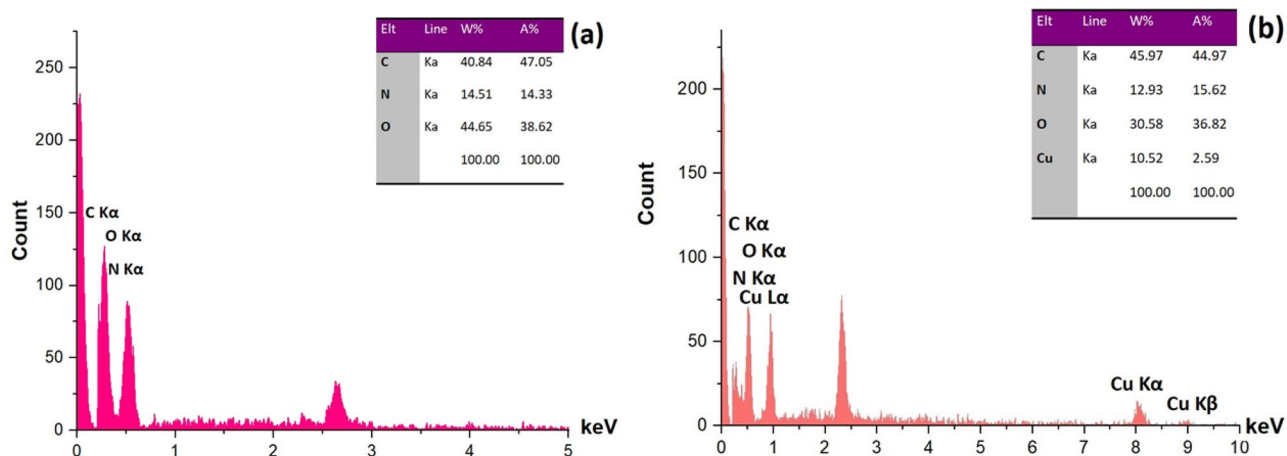 (a)
Elt Line W% A%
C Ka 40.84 47.05
N Ka 14.51 14.33
O Ka 44.65 38.62
100.00 100.00
250
200
150
100
50
0
Count
C Kα
O Kα
N Kα
0 1 2 3 4 5
keV
(b)
Elt Line W% A%
C Ka 45.97 44.97
N Ka 12.93 15.62
O Ka 30.58 36.82
Cu Ka 10.52 2.59
100.00 100.00
200
150
100
50
0
Count
C Kα
O Kα
N Kα
Cu Lα
Cu Kα
Cu Kβ
0 1 2 3 4 5 6 7 8 9 10
keV